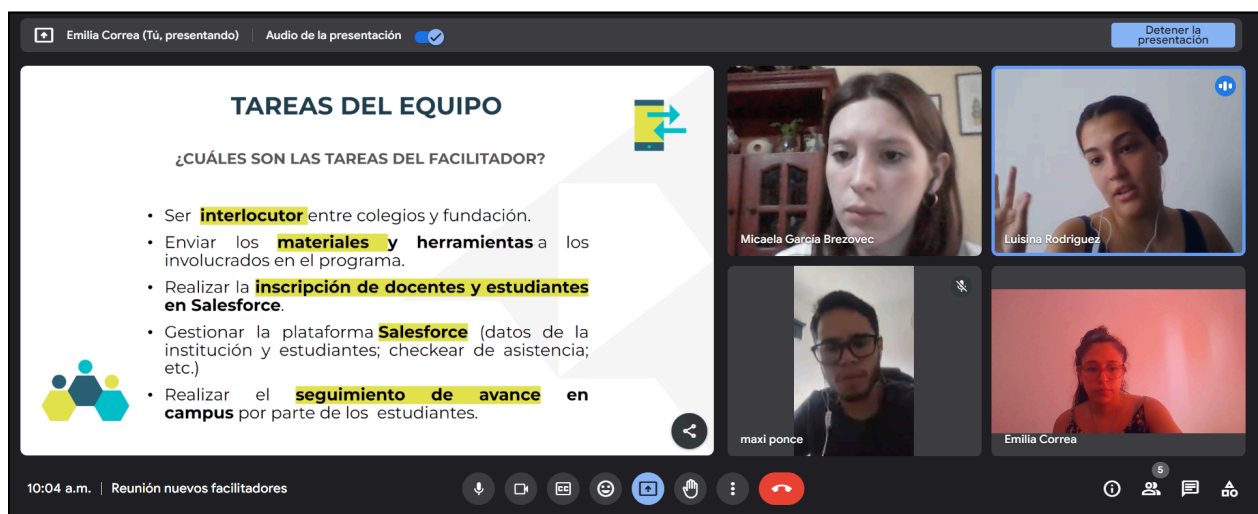 Emilia Correa (Tú, presentando) | Audio de la presentación
Detener la
presentación
TAREAS DEL EQUIPO
¿CUÁLES SON LAS TAREAS DEL FACILITADOR?
• Ser interlocutor entre colegios y fundación.
• Enviar los materiales y herramientas a los
involucrados en el programa.
• Realizar la inscripción de docentes y estudiantes
en Salesforce.
• Gestionar la plataforma Salesforce (datos de la
institución y estudiantes; checkear de asistencia;
etc.)
• Realizar el seguimiento de avance en
campus por parte de los estudiantes.
Micaela García Brezovec
Luisina Rodriguez
maxi ponce
Emilia Correa
10:04 a.m. | Reunión nuevos facilitadores
CC
5